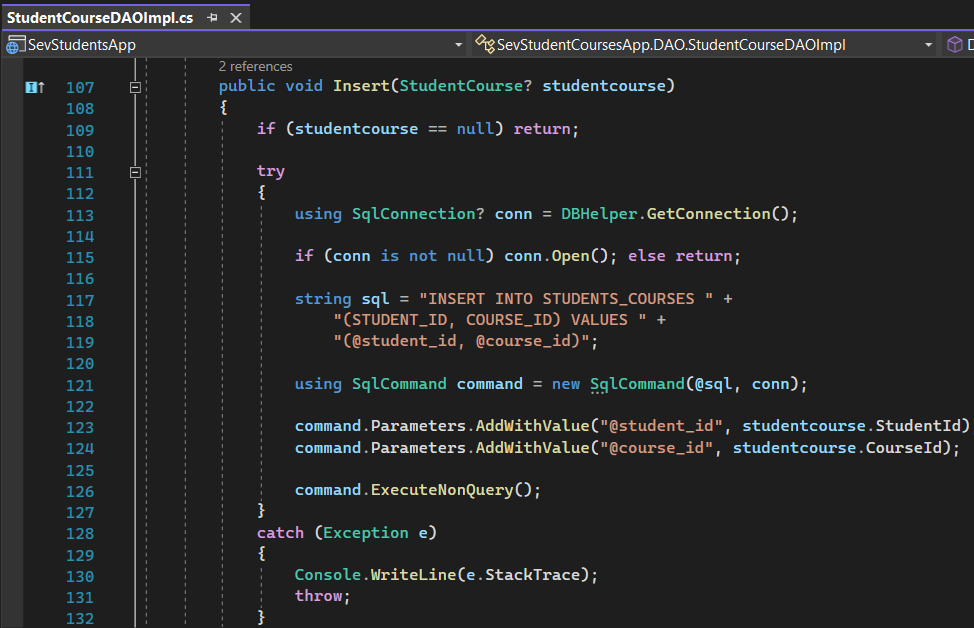 StudentCourseDAOImpl.cs
SevStudentsApp SevStudentCoursesApp.DAO.StudentCourseDAOImpl
2 references
107 public void Insert(StudentCourse? studentcourse)
108 {
109 if (studentcourse == null) return;
110
111 try
112 {
113 using SqlConnection? conn = DBHelper.GetConnection();
114
115 if (conn is not null) conn.Open(); else return;
116
117 string sql = "INSERT INTO STUDENTS_COURSES " +
118 "(STUDENT_ID, COURSE_ID) VALUES " +
119 "(@student_id, @course_id)";
120
121 using SqlCommand command = new SqlCommand(@sql, conn);
122
123 command.Parameters.AddWithValue("@student_id", studentcourse.StudentId)
124 command.Parameters.AddWithValue("@course_id", studentcourse.CourseId);
125
126 command.ExecuteNonQuery();
127 }
128 catch (Exception e)
129 {
130 Console.WriteLine(e.StackTrace);
131 throw;
132 }